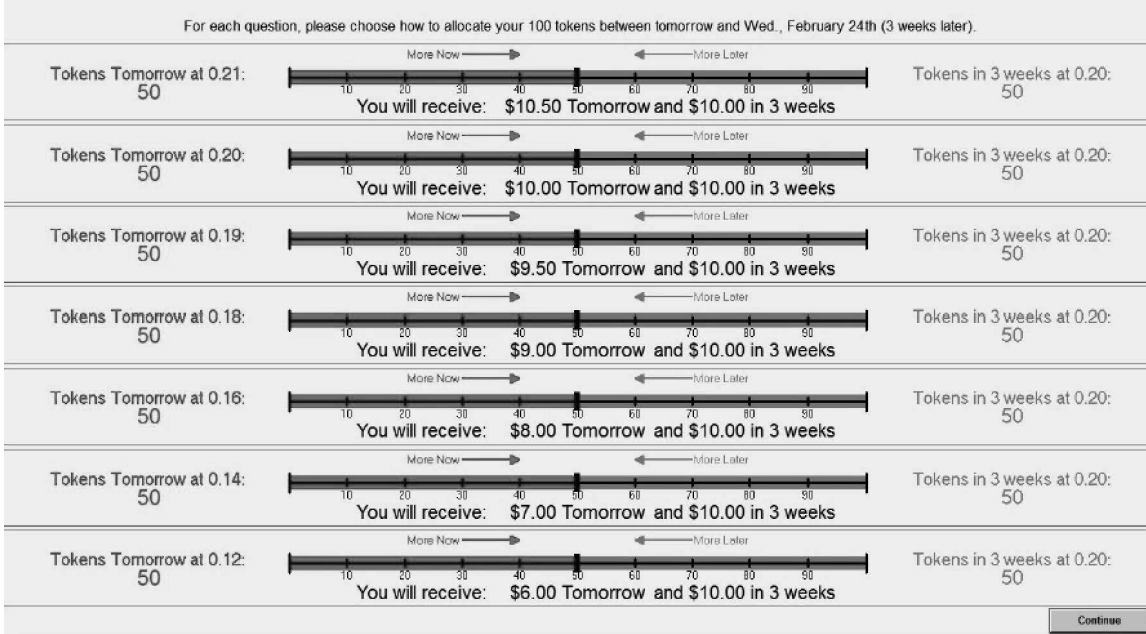 For each question, please choose how to allocate your 100 tokens between tomorrow and Wed., February 24th (3 weeks later).
More Now More Later
Tokens Tomorrow at 0.21: Tokens in 3 weeks at 0.20:
50 10 20 30 40 50 60 70 80 90 50
You will receive: $10.50 Tomorrow and $10.00 in 3 weeks
More Now More Later
Tokens Tomorrow at 0.20: Tokens in 3 weeks at 0.20:
50 10 20 30 40 50 60 70 80 90 50
You will receive: $10.00 Tomorrow and $10.00 in 3 weeks
More Now More Later
Tokens Tomorrow at 0.19: Tokens in 3 weeks at 0.20:
50 10 20 30 40 50 60 70 80 90 50
You will receive: $9.50 Tomorrow and $10.00 in 3 weeks
More Now More Later
Tokens Tomorrow at 0.18: Tokens in 3 weeks at 0.20:
50 10 20 30 40 50 60 70 80 90 50
You will receive: $9.00 Tomorrow and $10.00 in 3 weeks
More Now More Later
Tokens Tomorrow at 0.16: Tokens in 3 weeks at 0.20:
50 10 20 30 40 50 60 70 80 90 50
You will receive: $8.00 Tomorrow and $10.00 in 3 weeks
More Now More Later
Tokens Tomorrow at 0.14: Tokens in 3 weeks at 0.20:
50 10 20 30 40 50 60 70 80 90 50
You will receive: $7.00 Tomorrow and $10.00 in 3 weeks
More Now More Later
Tokens Tomorrow at 0.12: Tokens in 3 weeks at 0.20:
50 10 20 30 40 50 60 70 80 90 50
You will receive: $6.00 Tomorrow and $10.00 in 3 weeks
Continue